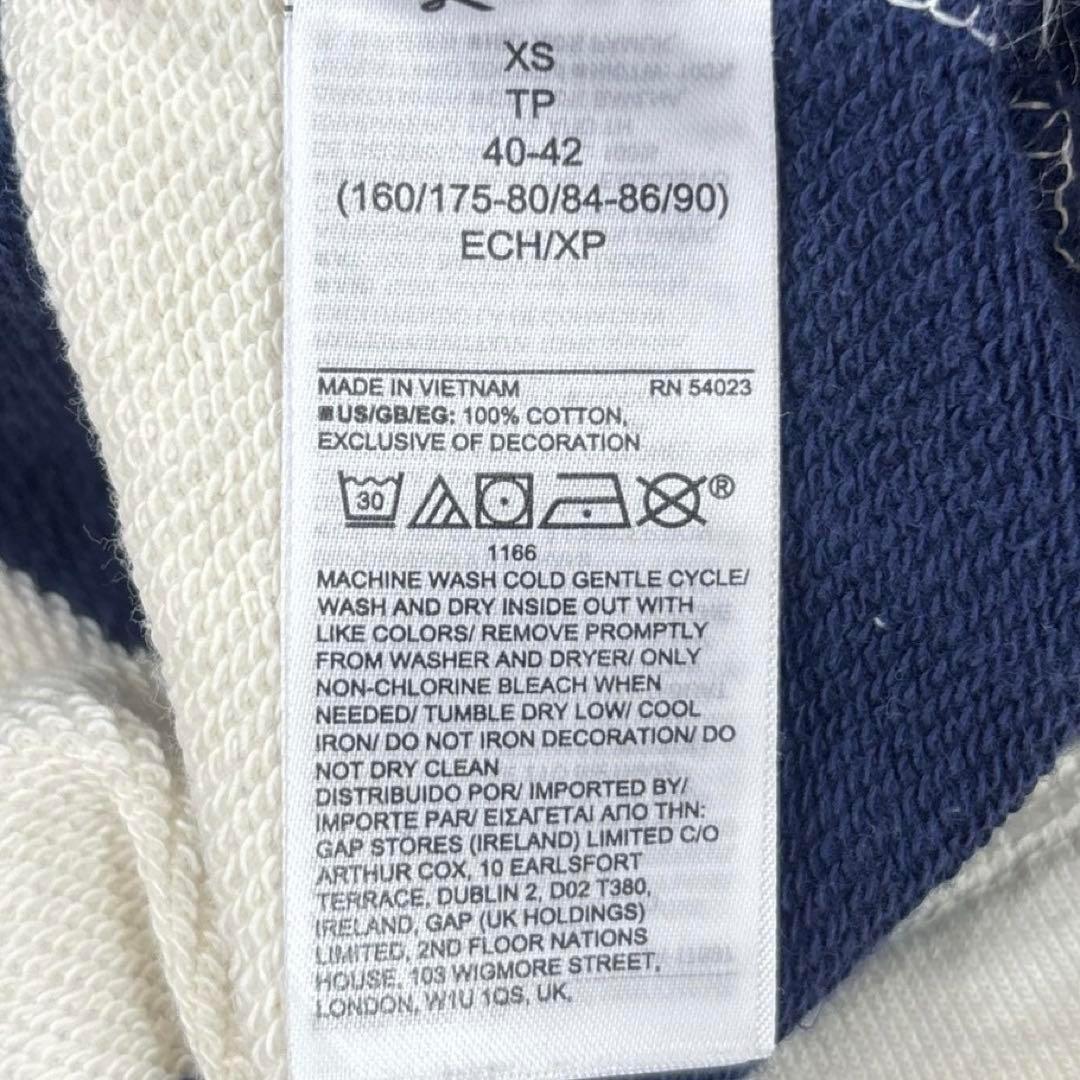 XS
TP
40-42
(160/175-80/84-86/90)
ECH/XP
MADE IN VIETNAM RN 54023
US/GB/EG: 100% COTTON,
EXCLUSIVE OF DECORATION
30 ®
1166
MACHINE WASH COLD GENTLE CYCLE/
WASH AND DRY INSIDE OUT WITH
LIKE COLORS/ REMOVE PROMPTLY
FROM WASHER AND DRYER/ ONLY
NON-CHLORINE BLEACH WHEN
NEEDED/ TUMBLE DRY LOW/ COOL
IRON/ DO NOT IRON DECORATION/ DO
NOT DRY CLEAN
DISTRIBUIDO POR/ IMPORTED BY/
IMPORTE PAR/ ΕΙΣΑΓΕΤΑΙ ΑΠΟ ΤΗΝ:
GAP STORES (IRELAND) LIMITED C/O
ARTHUR COX, 10 EARLSFORT
TERRACE, DUBLIN 2, D02 T380,
IRELAND, GAP (UK HOLDINGS)
LIMITED, 2ND FLOOR NATIONS
HOUSE, 103 WIGMORE STREET,
LONDON, W1U 1QS, UK,